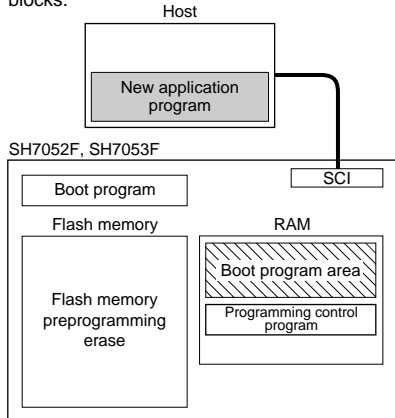 blocks.
Host
New application
program
SH7052F, SH7053F
SCI
Boot program
Flash memory
RAM
Flash memory
preprogramming
erase
Boot program area
Programming control
program